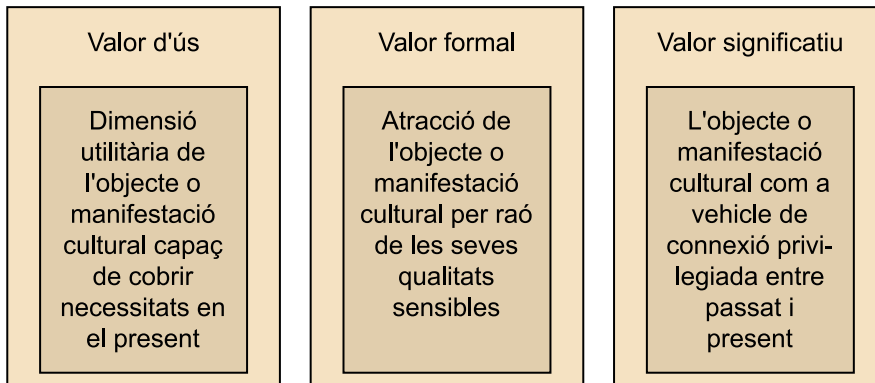 Valor d'ús
Dimensió
utilitària de
l'objecte o
manifestació
cultural capaç
de cobrir
necessitats en
el present
Valor formal
Atracció de
l'objecte o
manifestació
cultural per raó
de les seves
qualitats
sensibles
Valor significatiu
L'objecte o
manifestació
cultural com a
vehicle de
connexió privi-
legiada entre
passat i
present